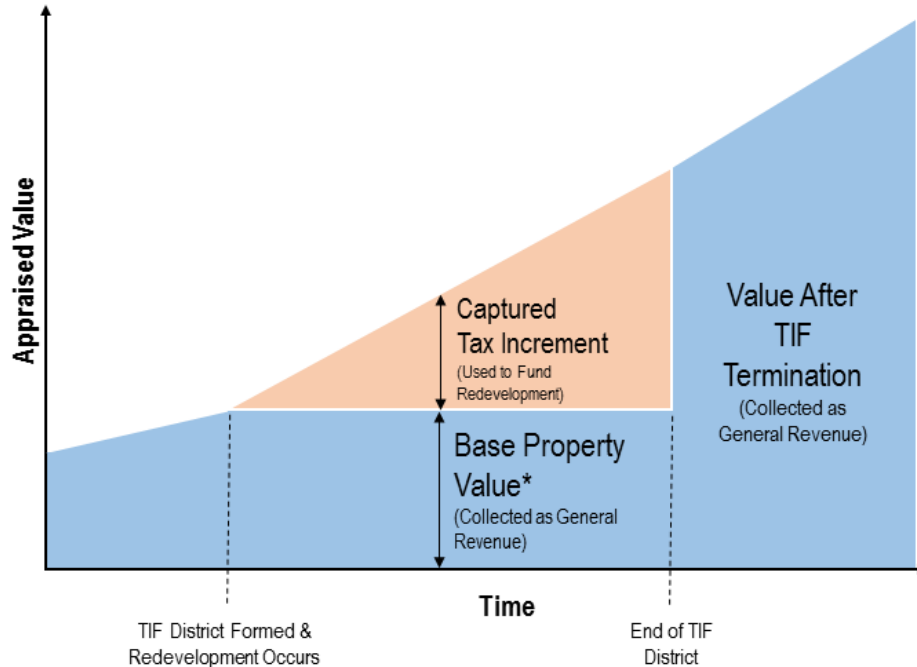 Appraised Value
Captured
Tax Increment
(Used to Fund
Redevelopment)
Base Property
Value*
(Collected as General
Revenue)
Value After
TIF
Termination
(Collected as
General Revenue)
Time
TIF District Formed &
Redevelopment Occurs
End of TIF
District